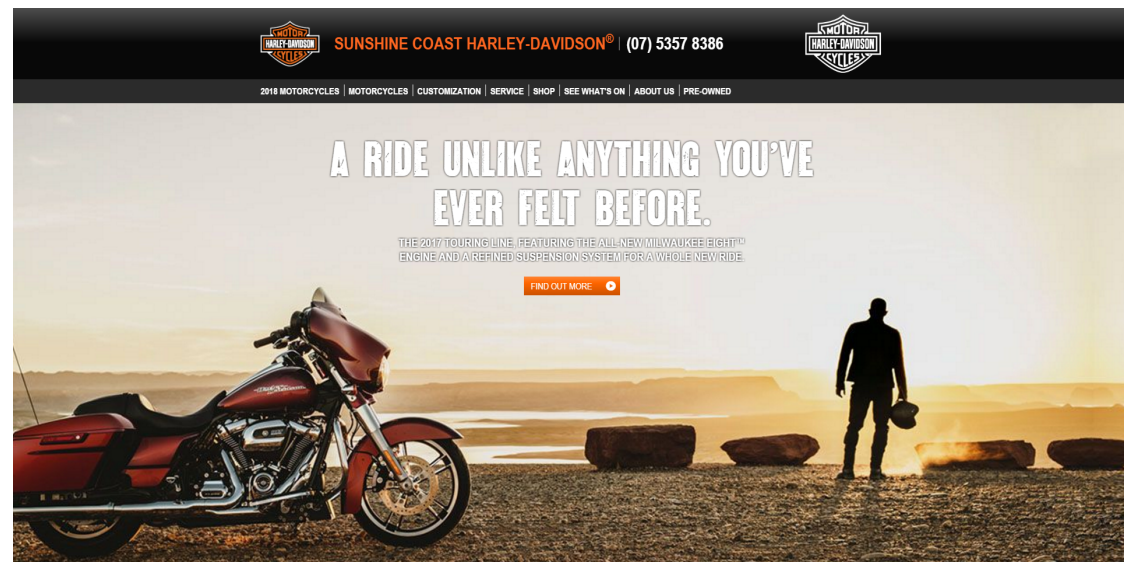 MOTOR
HARLEY-DAVIDSON
CYCLES
SUNSHINE COAST HARLEY-DAVIDSON® | (07) 5357 8386
MOTOR
HARLEY-DAVIDSON
CYCLES
2018 MOTORCYCLES | MOTORCYCLES | CUSTOMIZATION | SERVICE | SHOP | SEE WHAT'S ON | ABOUT US | PRE-OWNED
A RIDE UNLIKE ANYTHING YOU'VE
EVER FELT BEFORE.
THE 2017 TOURING LINE, FEATURING THE ALL-NEW MILWAUKEE EIGHT™
ENGINE AND A REFINED SUSPENSION SYSTEM FOR A WHOLE NEW RIDE.
FIND OUT MORE